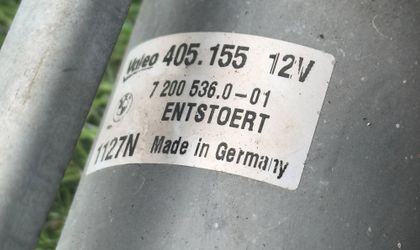 Valeo 405.155 12V
7 200 536.0-01
ENTSTOERT
1127N Made in Germany